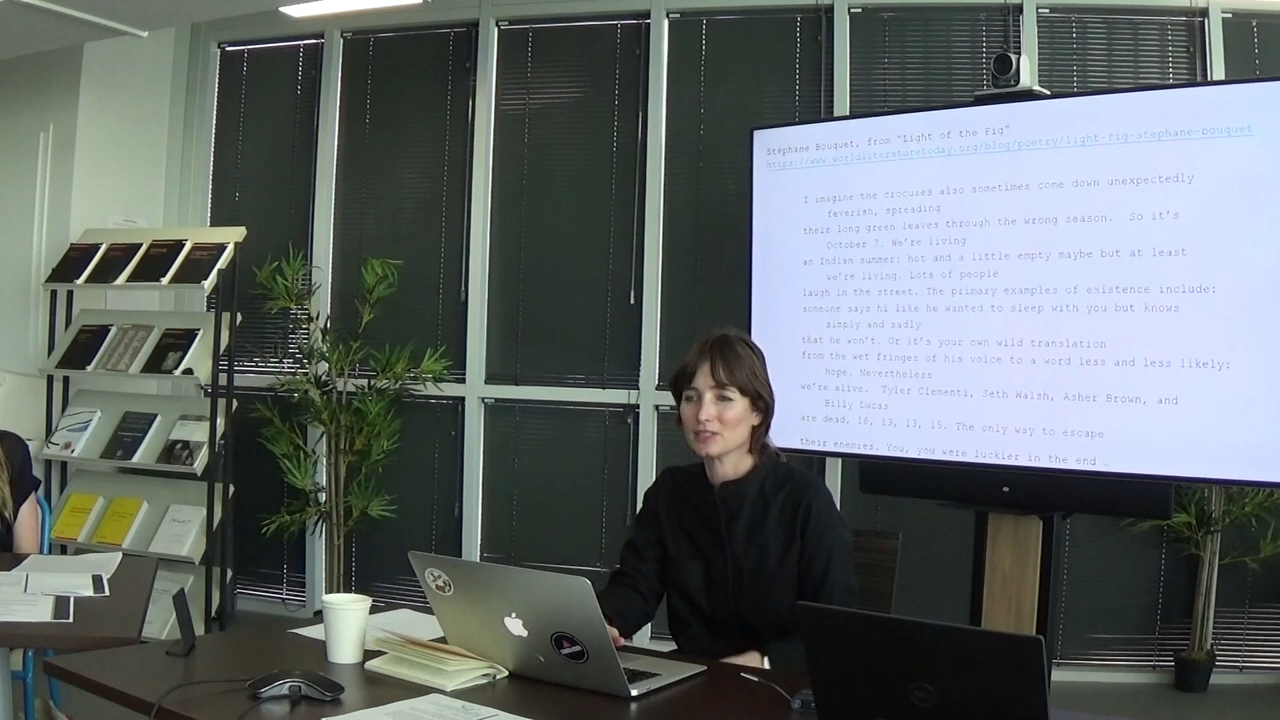 Stéphane Bouquet, from "Light of the Fig"
https://www.worldliteraturetoday.org/blog/poetry/light-fig-stephane-bouquet
I imagine the crocuses also sometimes come down unexpectedly
feverish, spreading
their long green leaves through the wrong season. So it's
October 7. We're living
an Indian summer: hot and a little empty maybe but at least
we're living. Lots of people
laugh in the street. The primary examples of existence include:
someone says hi like he wanted to sleep with you but knows
simply and sadly
that he won't. Or it's your own wild translation
from the wet fringes of his voice to a word less and less likely:
hope. Nevertheless
we're alive. Tyler Clementi, Seth Walsh, Asher Brown, and
Billy Lucas
are dead, 18, 13, 13, 15. The only way to escape
their enemies. You, you were luckier in the end …